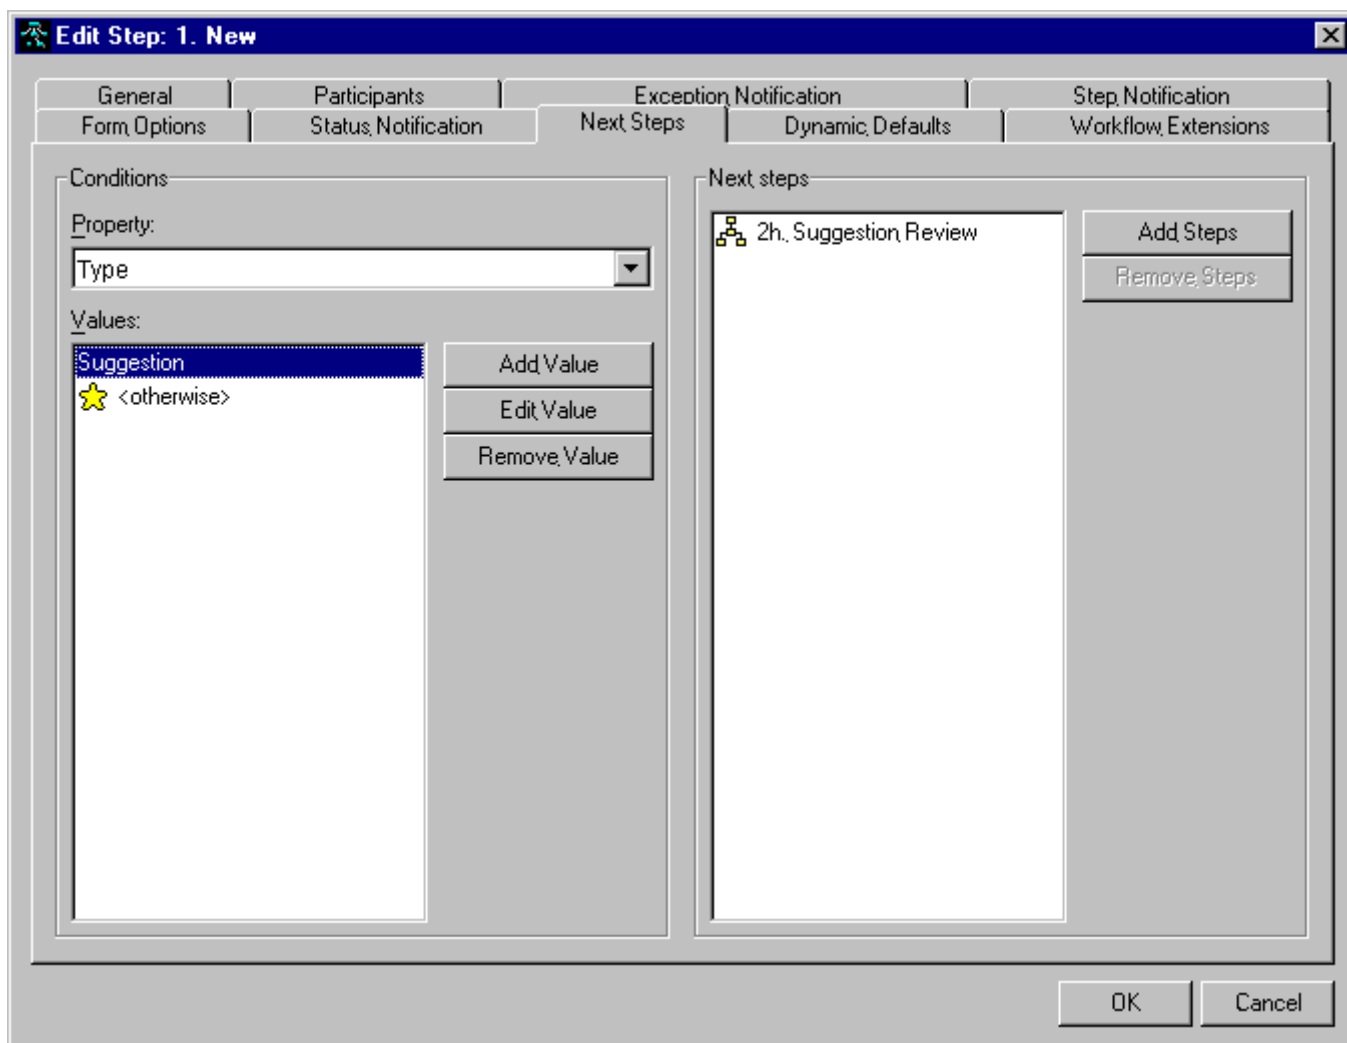 Edit Step: 1. New
General Participants Exception Notification Step Notification
Form Options Status Notification Next Steps Dynamic Defaults Workflow Extensions
Conditions
Property:
Type
Values:
Suggestion
<otherwise>
Add Value
Edit Value
Remove Value
Next steps
2h. Suggestion Review
Add Steps
Remove Steps
OK Cancel